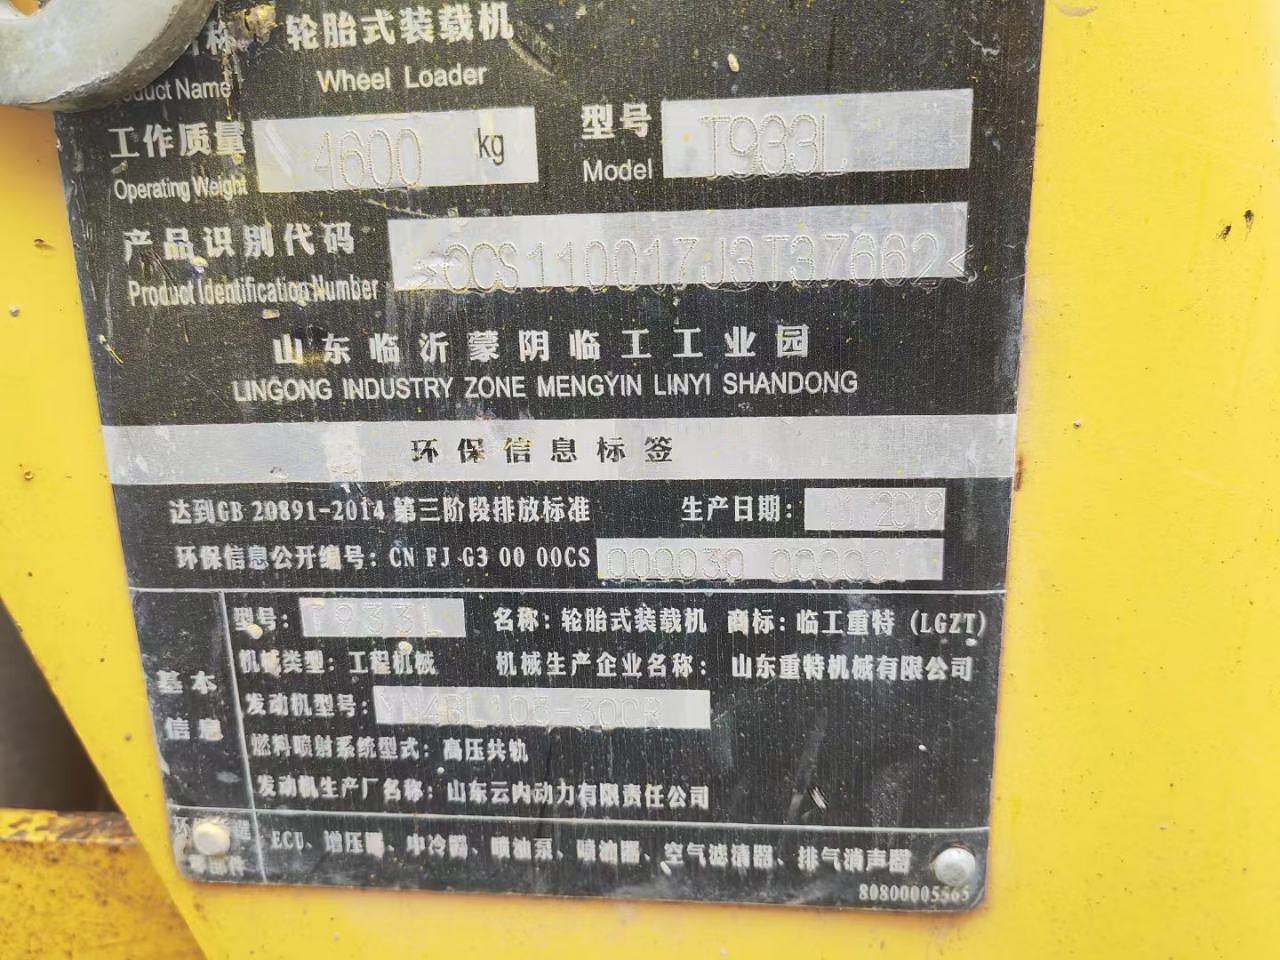 轮胎式装载机
Product Name Wheel Loader
工作质量 4600 kg 型号 T933L
Operating Weight Model
产品识别代码 CCS110017J3T37662<
Product Identification Number
山东临沂蒙阴临工工业园
LINGONG INDUSTRY ZONE MENGYIN LINYI SHANDONG
环保信息标签
达到GB 20891-2014 第三阶段排放标准 生产日期: 2019
环保信息公开编号: CN FJ G3 00 00CS 000030
型号: T933L 名称: 轮胎式装载机 商标: 临工重特 (LGZT)
机械类型: 工程机械 机械生产企业名称: 山东重特机械有限公司
基本 发动机型号:
信息
燃料喷射系统型式: 高压共轨
发动机生产厂名称: 山东云内动力有限责任公司
ECU、增压器、中冷器、喷油泵、喷油器、空气滤清器、排气消声器
零部件
80800005565